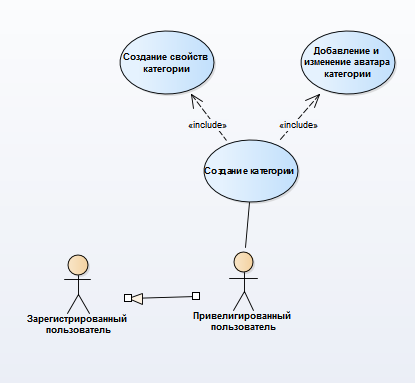 Создание свойств
категории
Добавление и
изменение аватара
категории
«include»
«include»
Создание категории
Зарегистрированный
пользователь
Привелигированный
пользователь